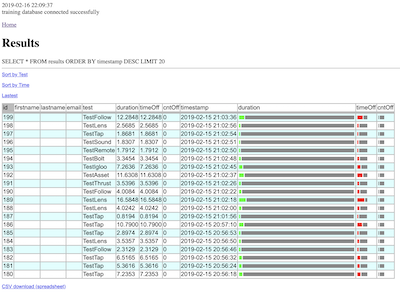 2019-02-16 22:09:37
training database connected successfully
Home
Results
SELECT * FROM results ORDER BY timestamp DESC LIMIT 20
Sort by Test
Sort by Time
Lastest
id firstname lastname email test duration timeOff cntOff timestamp duration timeOff cntOff
199 TestFollow 12.2848 12.2848 0 2019-02-15 21:03:36
198 TestLens 2.5685 2.5685 0 2019-02-15 21:02:56
197 TestTap 1.8681 1.8681 0 2019-02-15 21:02:54
196 TestSound 1.8307 1.8307 0 2019-02-15 21:02:51
195 TestRemote 1.7912 1.7912 0 2019-02-15 21:02:50
194 TestBolt 3.3454 3.3454 0 2019-02-15 21:02:48
193 TestIgloo 7.2636 7.2636 0 2019-02-15 21:02:45
192 TestAsset 11.6308 11.6308 0 2019-02-15 21:02:37
191 TestThrust 3.5396 3.5396 0 2019-02-15 21:02:26
190 TestFollow 4.0084 4.0084 0 2019-02-15 21:02:22
189 TestLens 16.5848 16.5848 0 2019-02-15 21:02:18
188 TestLens 4.0242 4.0242 0 2019-02-15 21:02:00
187 TestTap 0.8194 0.8194 0 2019-02-15 21:01:56
186 TestTap 10.7900 10.7900 0 2019-02-15 20:57:10
185 TestTap 2.8974 2.8974 0 2019-02-15 20:56:53
184 TestLens 3.5357 3.5357 0 2019-02-15 20:56:50
183 TestFollow 2.3129 2.3129 0 2019-02-15 20:56:46
182 TestTap 6.5165 6.5165 0 2019-02-15 20:56:32
181 TestTap 5.3616 5.3616 0 2019-02-15 20:56:24
180 TestTap 7.2353 7.2353 0 2019-02-15 20:56:18
CSV download (spreadsheet)